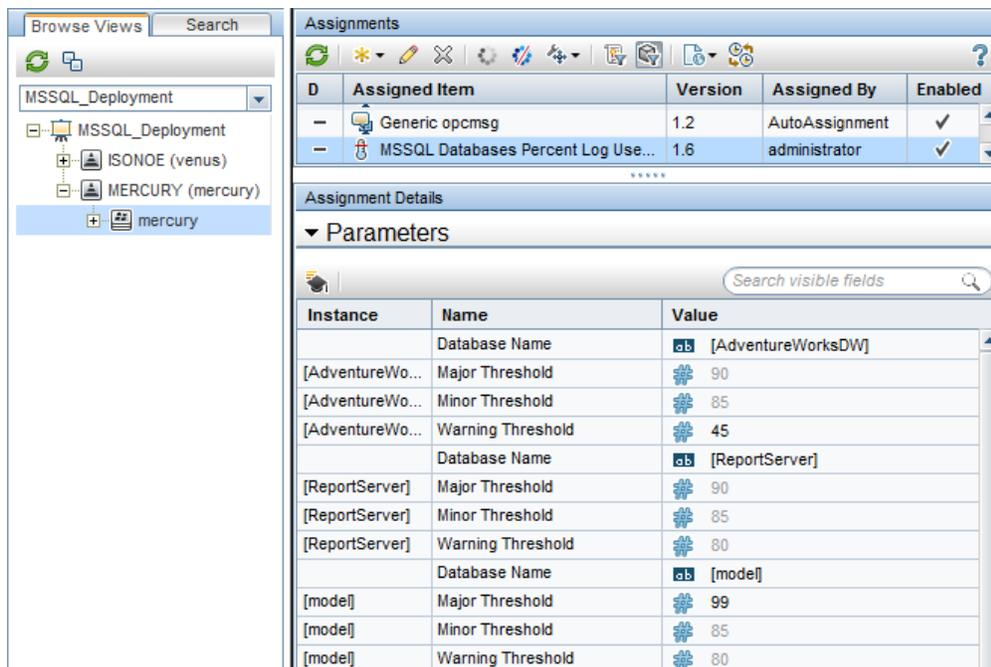 Browse Views
Search
MSSQL_Deployment
MSSQL_Deployment
ISONOE (venus)
MERCURY (mercury)
mercury
Assignments
?
D Assigned Item Version Assigned By Enabled
Generic opcmsg 1.2 AutoAssignment
MSSQL Databases Percent Log Use... 1.6 administrator
Assignment Details
Parameters
Search visible fields
Instance Name Value
Database Name ab [AdventureWorksDW]
[AdventureWo... Major Threshold 90
[AdventureWo... Minor Threshold 85
[AdventureWo... Warning Threshold 45
Database Name ab [ReportServer]
[ReportServer] Major Threshold 90
[ReportServer] Minor Threshold 85
[ReportServer] Warning Threshold 80
Database Name ab [model]
[model] Major Threshold 99
[model] Minor Threshold 85
[model] Warning Threshold 80